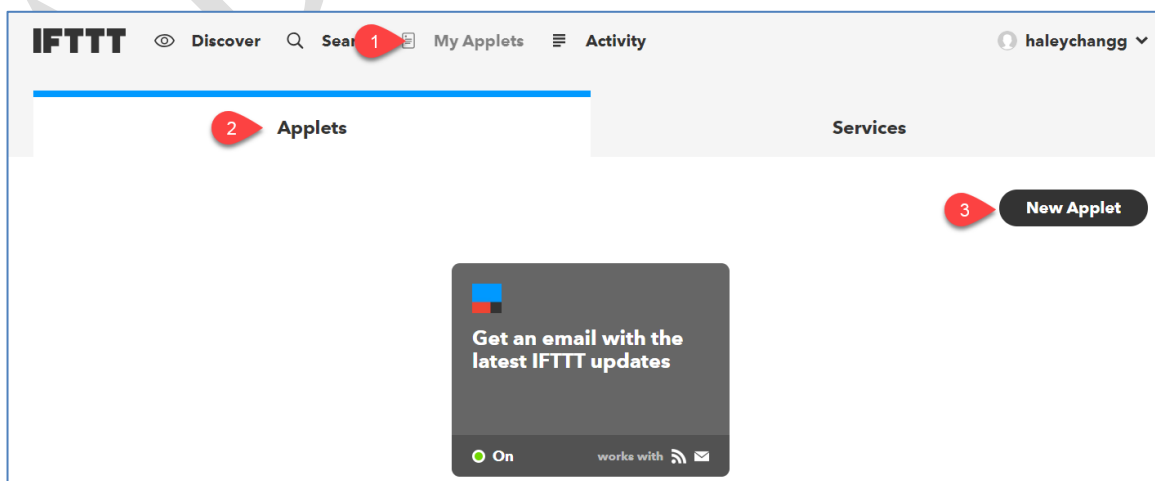 IFTTT Discover Sear 1 My Applets Activity haleychangg
2 Applets Services
3 New Applet
Get an email with the
latest IFTTT updates
On works with